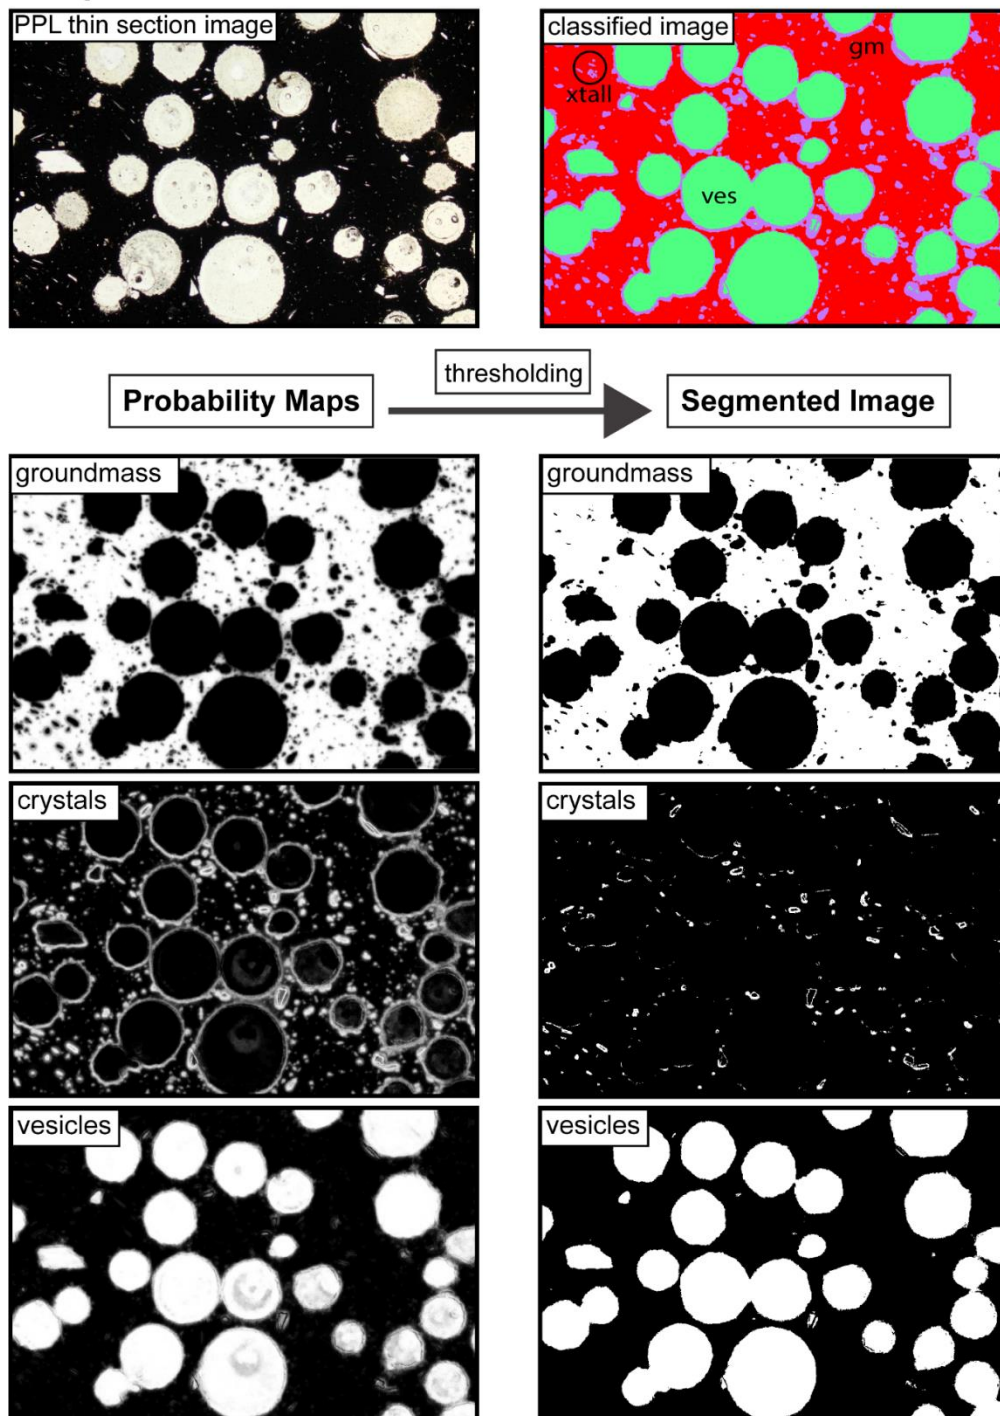 PPL thin section image
classified image
gm
xtall
ves
thresholding
Probability Maps
Segmented Image
groundmass
groundmass
crystals
crystals
vesicles
vesicles